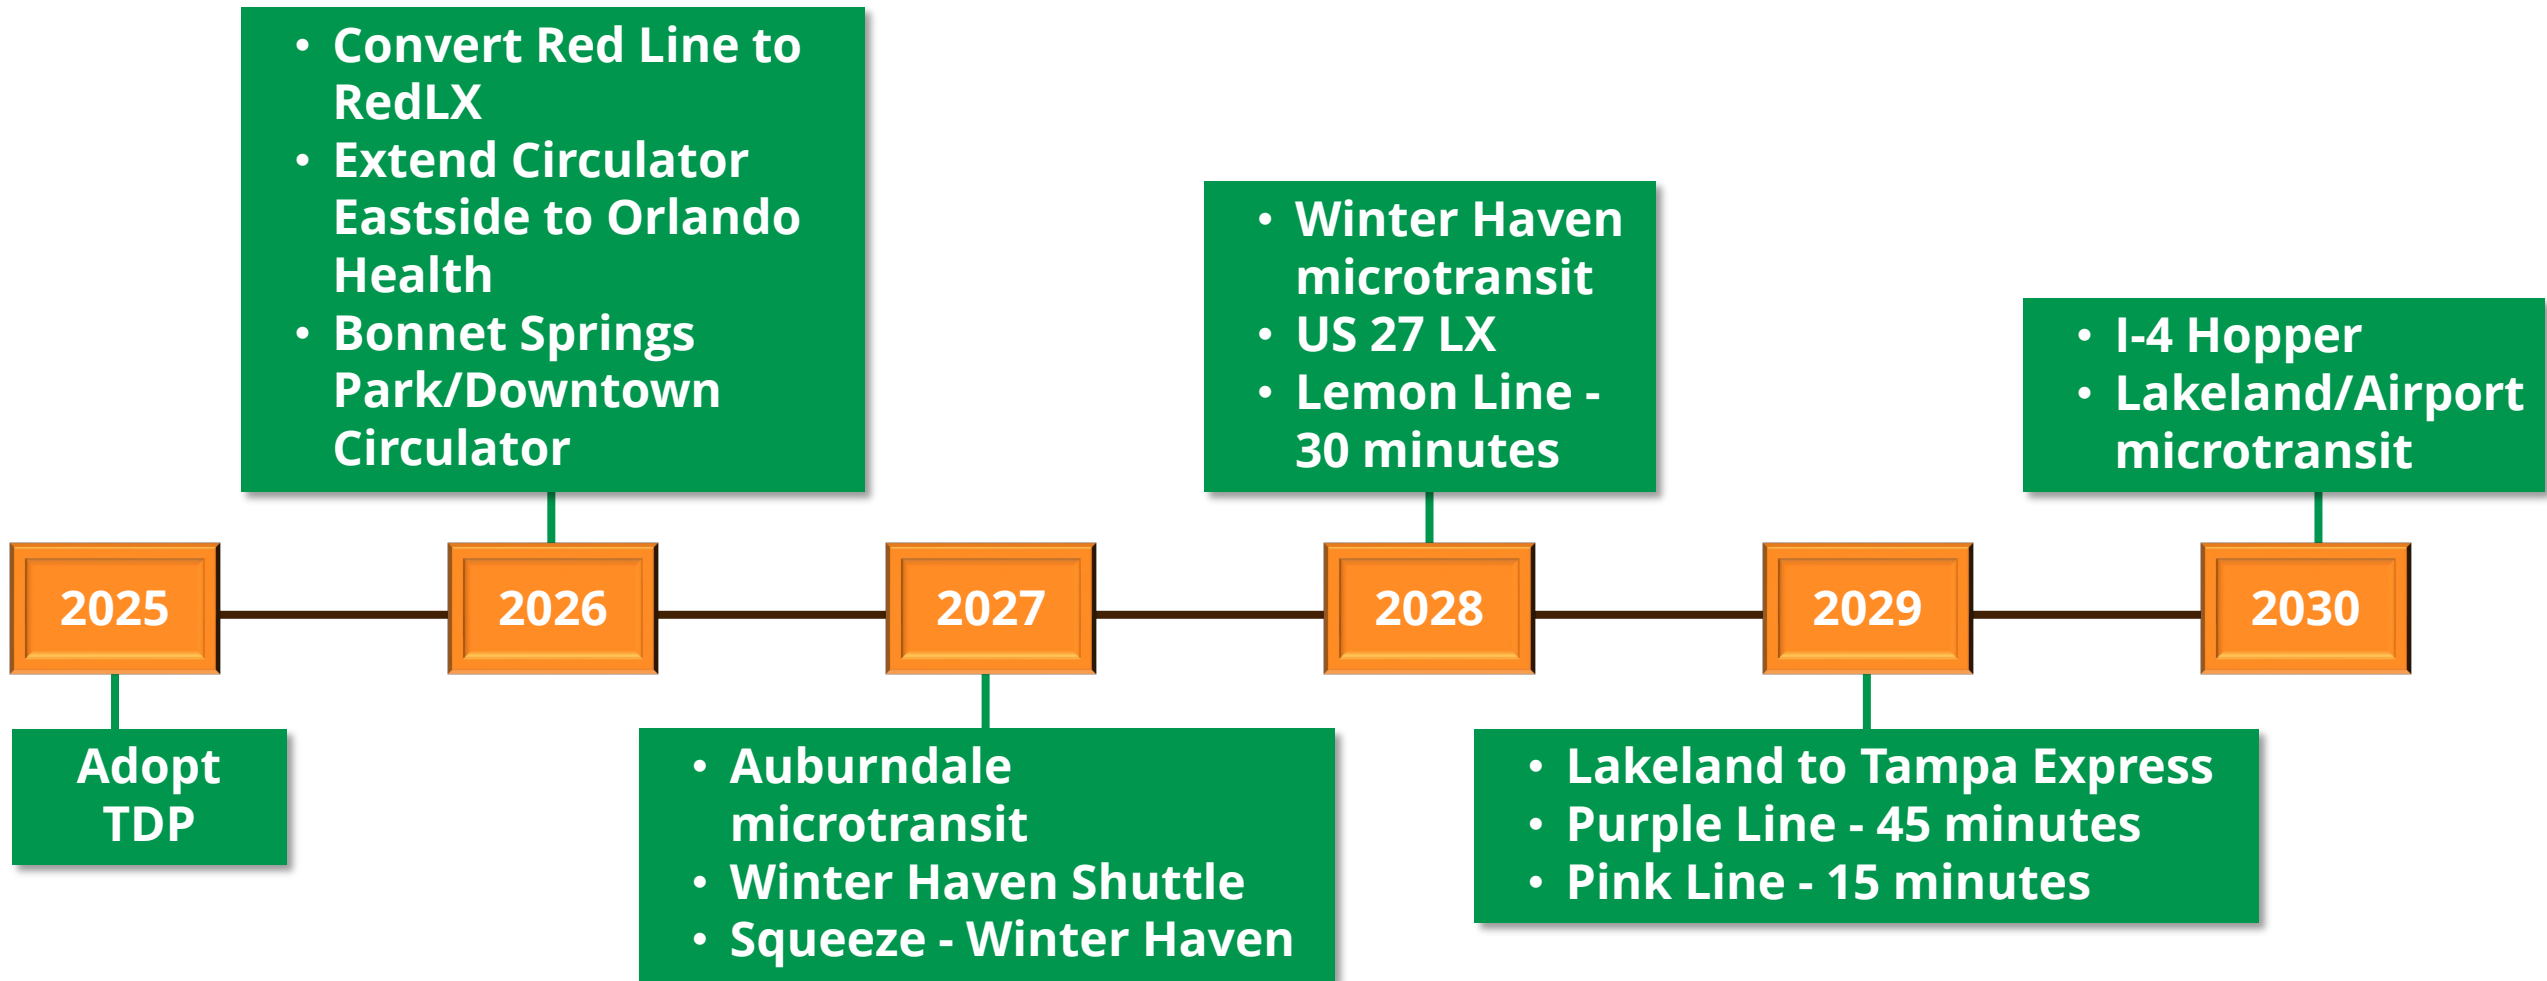 • Convert Red Line to
RedLX
• Extend Circulator
Eastside to Orlando
Health
• Bonnet Springs
Park/Downtown
Circulator
• Winter Haven
microtransit
• US 27 LX
• Lemon Line -
30 minutes
• I-4 Hopper
• Lakeland/Airport
microtransit
2025
2026
2027
2028
2029
2030
Adopt
TDP
• Auburndale
microtransit
• Winter Haven Shuttle
• Squeeze - Winter Haven
• Lakeland to Tampa Express
• Purple Line - 45 minutes
• Pink Line - 15 minutes